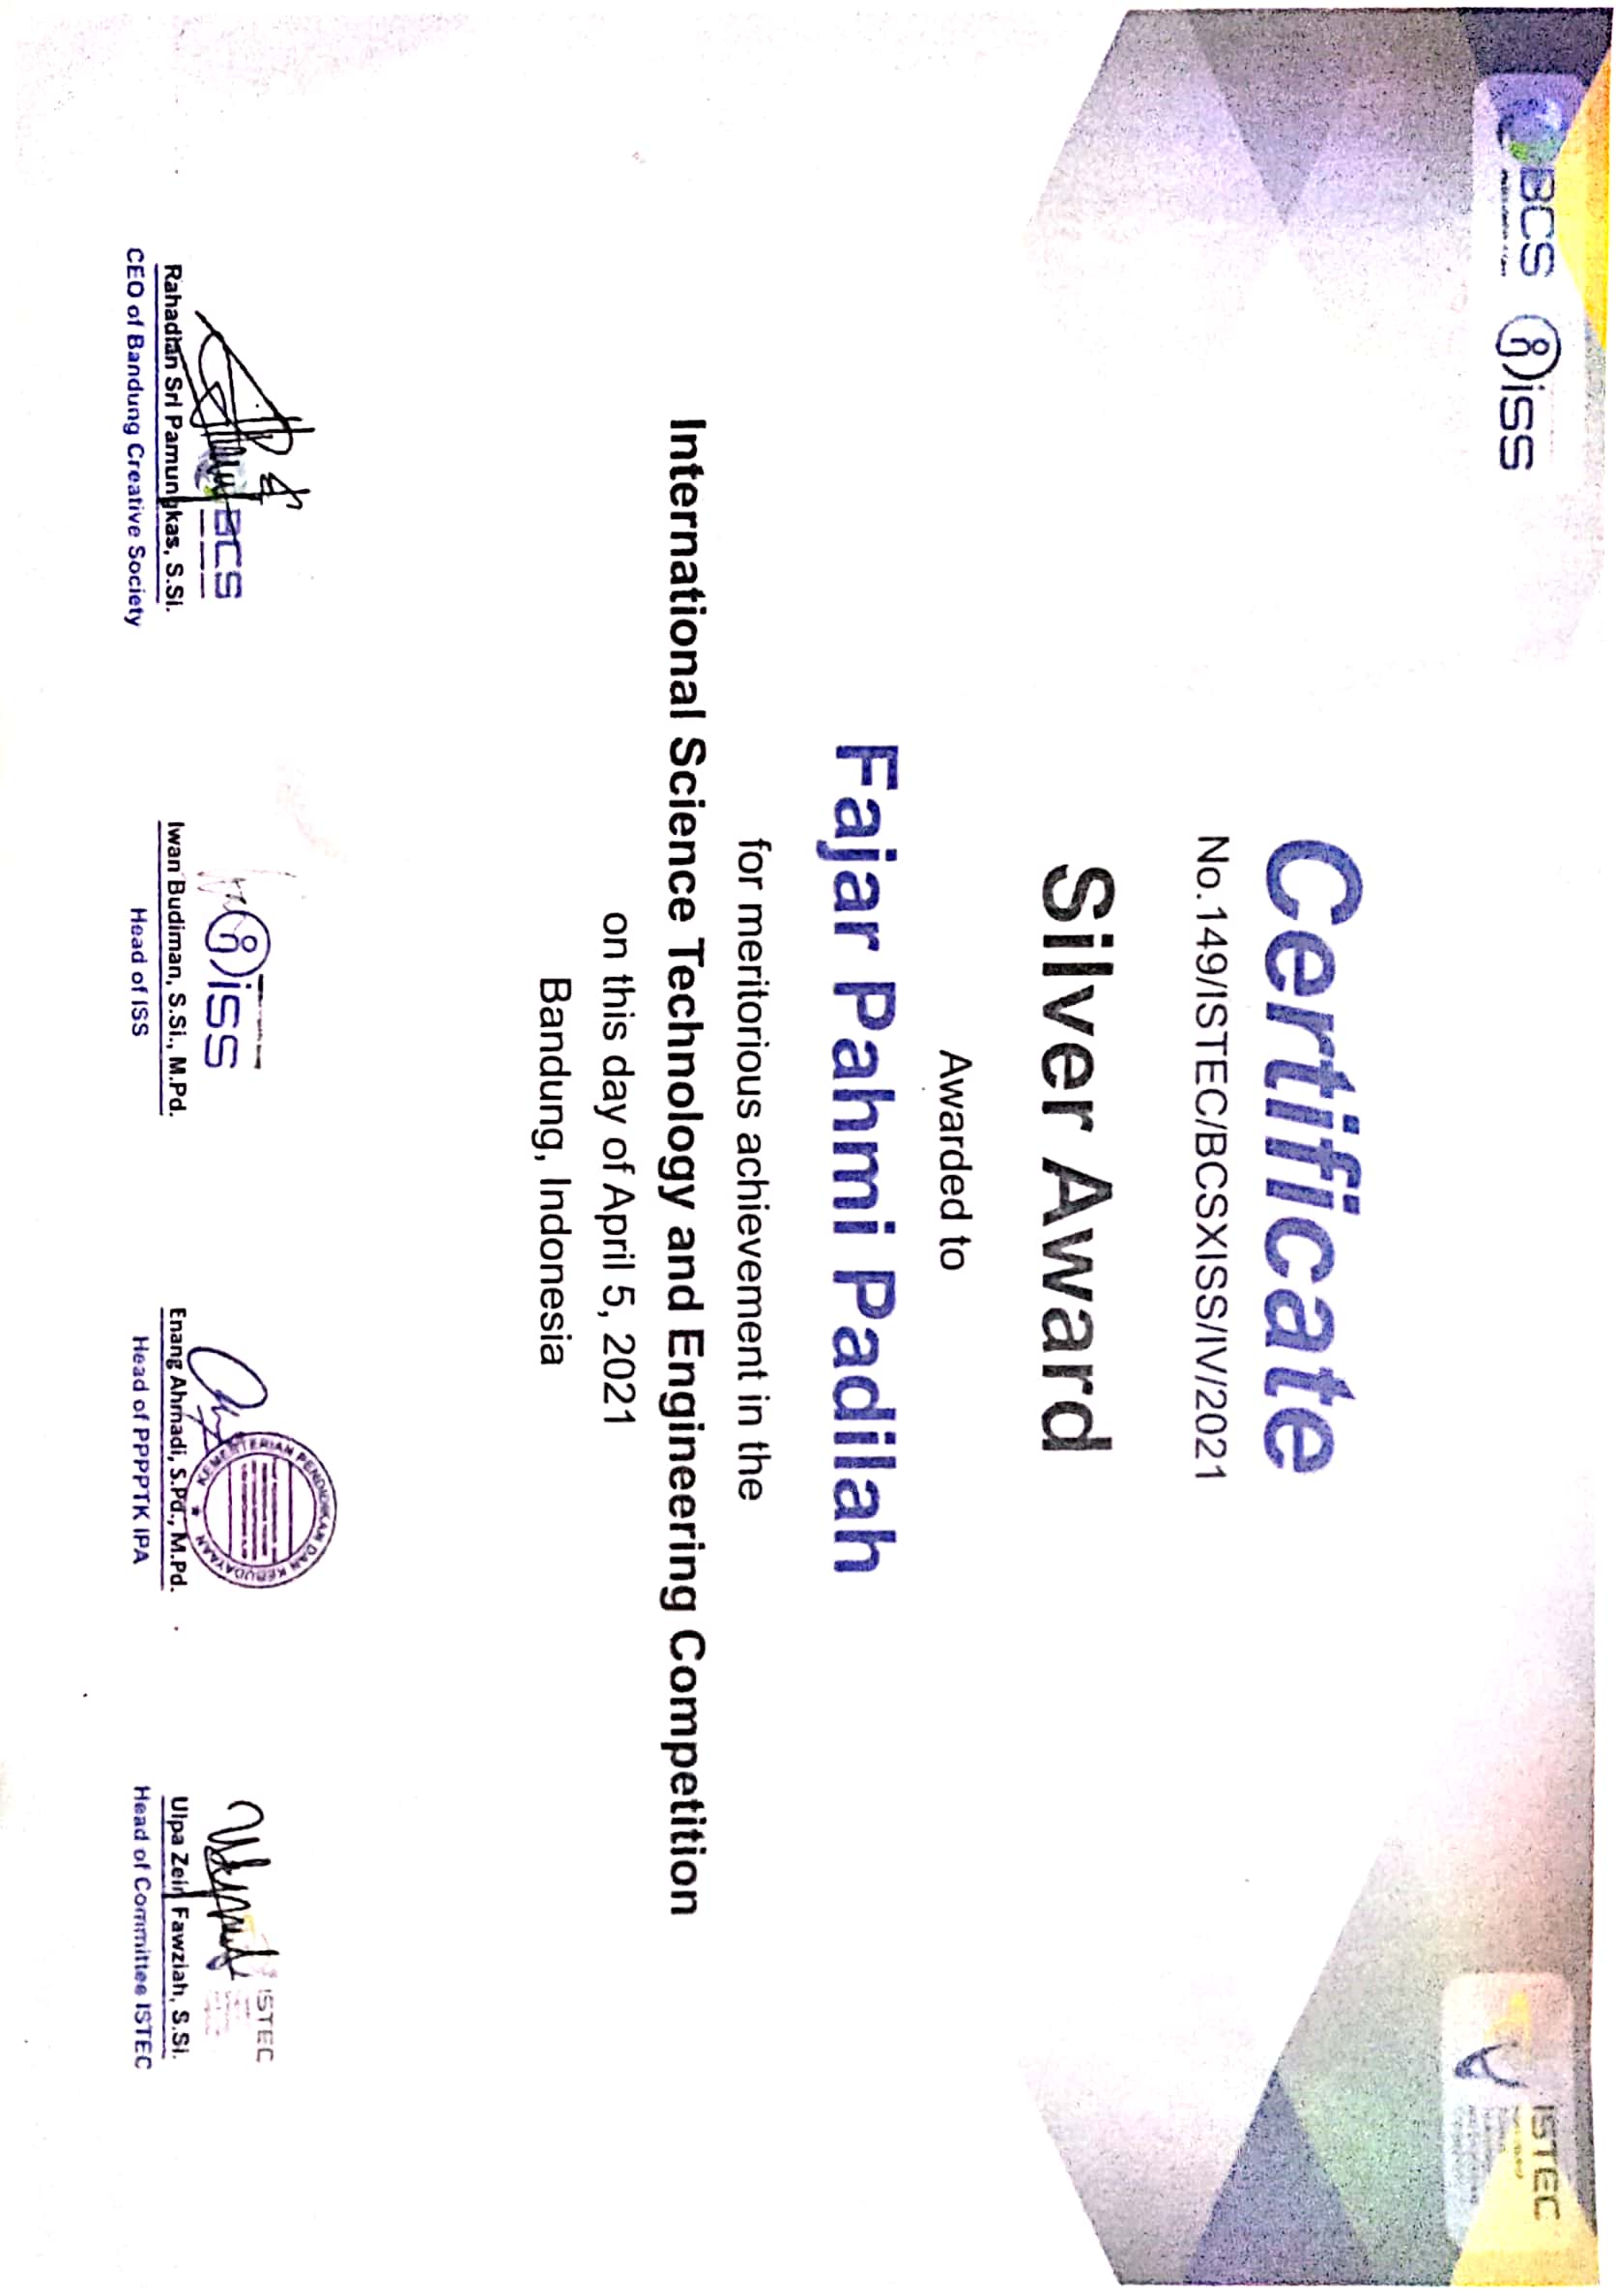 BCS
iss
ISTEC
Certificate
No.149/ISTEC/BCSXISS/IV/2021
Silver Award
Awarded to
Fajar Pahmi Padilah
for meritorious achievement in the
International Science Technology and Engineering Competition
on this day of April 5, 2021
Bandung, Indonesia
BCS
iss
KEMENTERIAN PENDIDIKAN DAN KEBUDAYAAN
ISTEC
Rahadian Sri Pamungkas, S.Si.
CEO of Bandung Creative Society
Iwan Budiman, S.Si., M.Pd.
Head of ISS
Enang Ahmadi, S.Pd., M.Pd.
Head of PPPPTK IPA
Ulpa Zein Fawziah, S.Si.
Head of Committee ISTEC